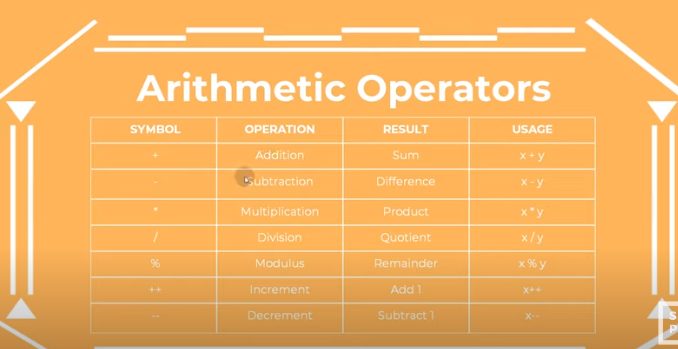 Arithmetic Operators
SYMBOL OPERATION RESULT USAGE
+ Addition Sum x + y
- Subtraction Difference x - y
* Multiplication Product x * y
/ Division Quotient x / y
% Modulus Remainder x % y
++ Increment Add 1 x++
-- Decrement Subtract 1 x--
S
P